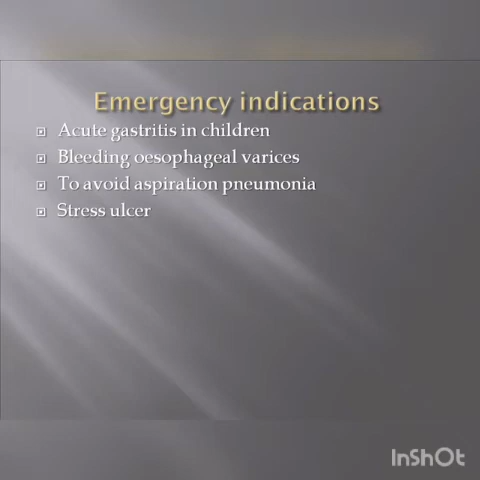 Emergency indications
Acute gastritis in children
Bleeding oesophageal varices
To avoid aspiration pneumonia
Stress ulcer
InShOt